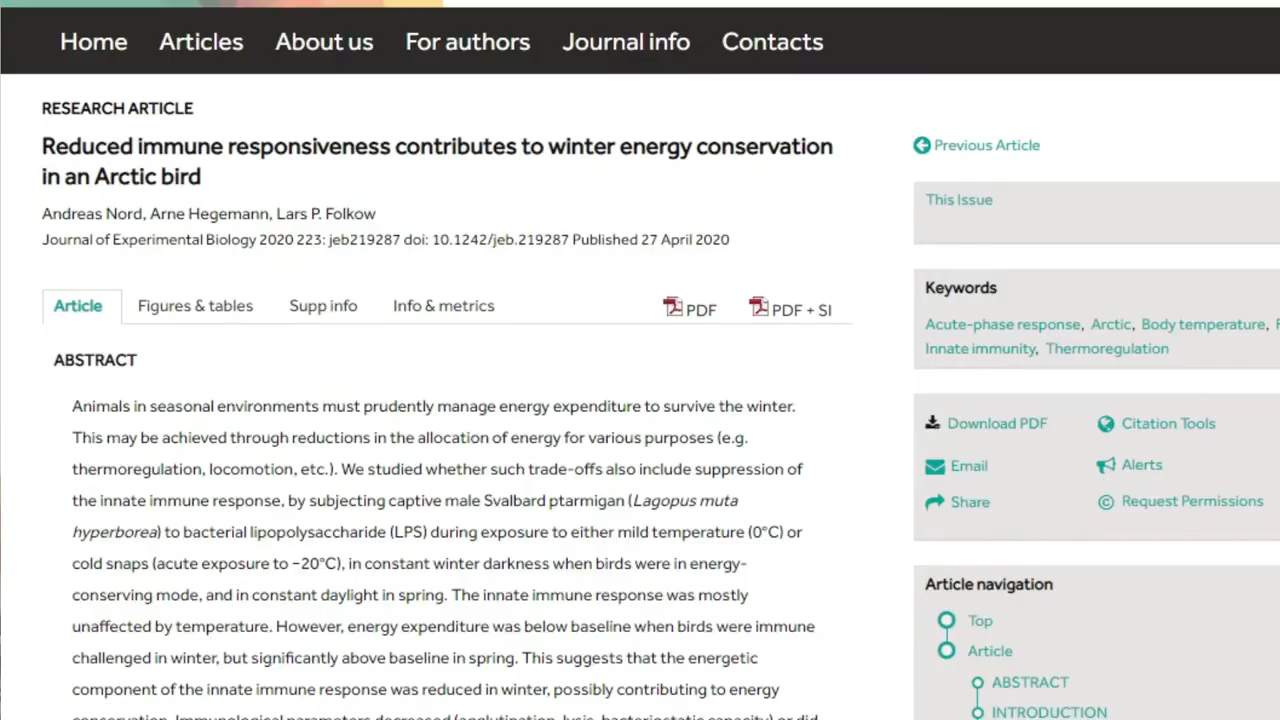 Home Articles About us For authors Journal info Contacts
RESEARCH ARTICLE
Reduced immune responsiveness contributes to winter energy conservation
in an Arctic bird
Andreas Nord, Arne Hegemann, Lars P. Folkow
Journal of Experimental Biology 2020 223: jeb219287 doi: 10.1242/jeb.219287 Published 27 April 2020
Article Figures & tables Supp info Info & metrics PDF PDF + SI
ABSTRACT
Animals in seasonal environments must prudently manage energy expenditure to survive the winter.
This may be achieved through reductions in the allocation of energy for various purposes (e.g.
thermoregulation, locomotion, etc.). We studied whether such trade-offs also include suppression of
the innate immune response, by subjecting captive male Svalbard ptarmigan (Lagopus muta
hyperborea) to bacterial lipopolysaccharide (LPS) during exposure to either mild temperature (0°C) or
cold snaps (acute exposure to −20°C), in constant winter darkness when birds were in energy-
conserving mode, and in constant daylight in spring. The innate immune response was mostly
unaffected by temperature. However, energy expenditure was below baseline when birds were immune
challenged in winter, but significantly above baseline in spring. This suggests that the energetic
component of the innate immune response was reduced in winter, possibly contributing to energy
conservation. Immunological parameters decreased (agglutination, lysis, bacteriostatic capacity) or did
Previous Article
This Issue
Keywords
Acute-phase response, Arctic, Body temperature,
Innate immunity, Thermoregulation
Download PDF Citation Tools
Email Alerts
Share Request Permissions
Article navigation
Top
Article
ABSTRACT
INTRODUCTION